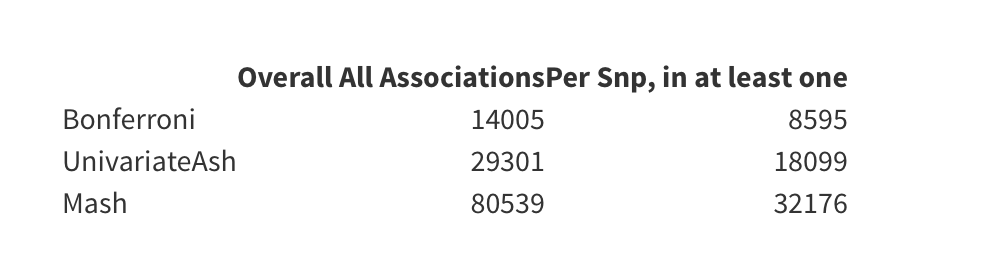 Overall All AssociationsPer Snp, in at least one
Bonferroni 14005 8595
UnivariateAsh 29301 18099
Mash 80539 32176